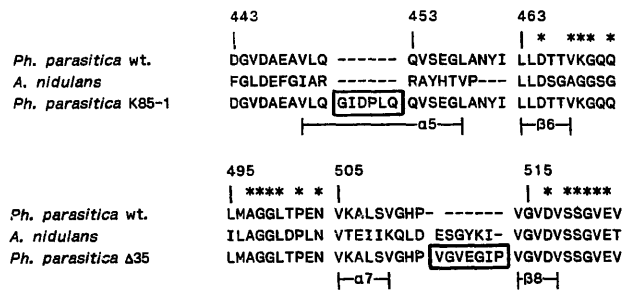 443 453 463
| | | * *** *
Ph. parasitica wt. DGVDAEAVLQ ------ QVSEGLANYI LLDTTVKGQQ
A. nidulans FGLDEFGIAR ------ RAYHTVP--- LLDSGAGGSG
Ph. parasitica K85-1 DGVDAEAVLQ GIDPLQ QVSEGLANYI LLDTTVKGQQ
α5 β6
495 505 515
| **** * * | | * *****
Ph. parasitica wt. LMAGGLTPEN VKALSVGHP- ------ VGVDVSSGVEV
A. nidulans ILAGGLDPLN VTEIIKQLD ESGYKI- VGVDVSSGVET
Ph. parasitica Δ35 LMAGGLTPEN VKALSVGHP VGVEGIP VGVDVSSGVEV
α7 β8